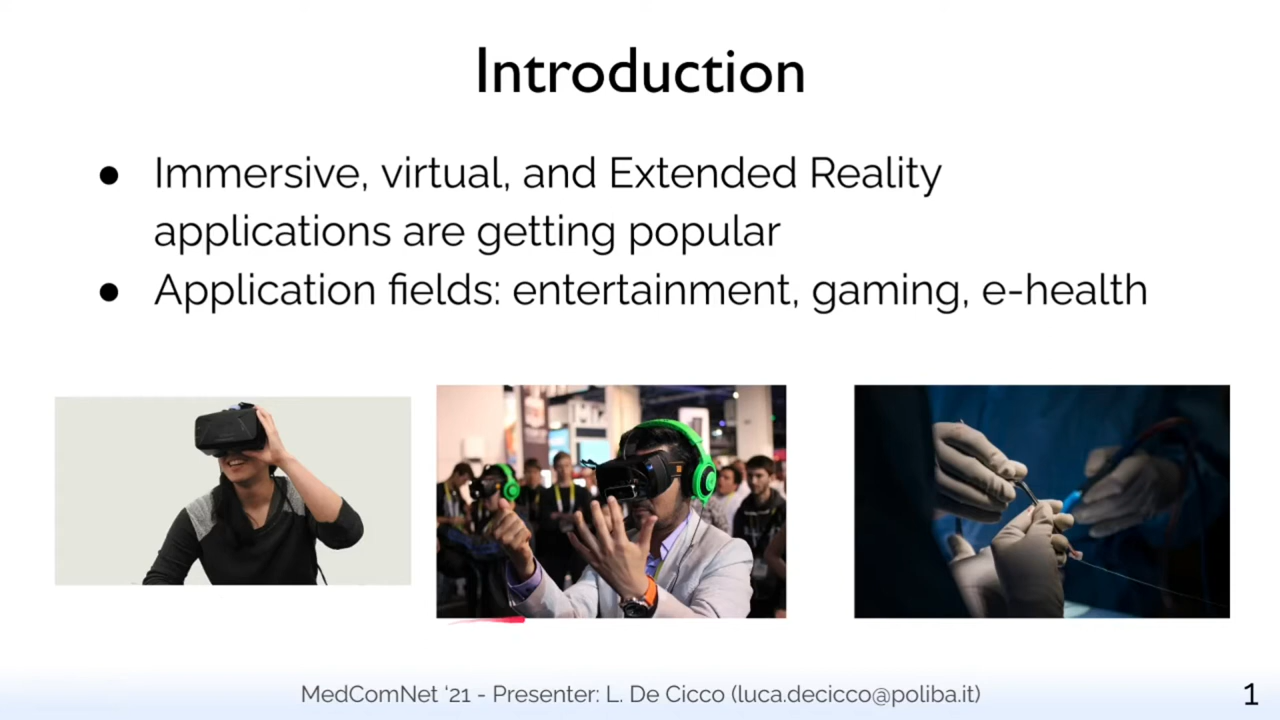 Introduction
● Immersive, virtual, and Extended Reality
applications are getting popular
● Application fields: entertainment, gaming, e-health
MedComNet ‘21 - Presenter: L. De Cicco (luca.decicco@poliba.it)
1